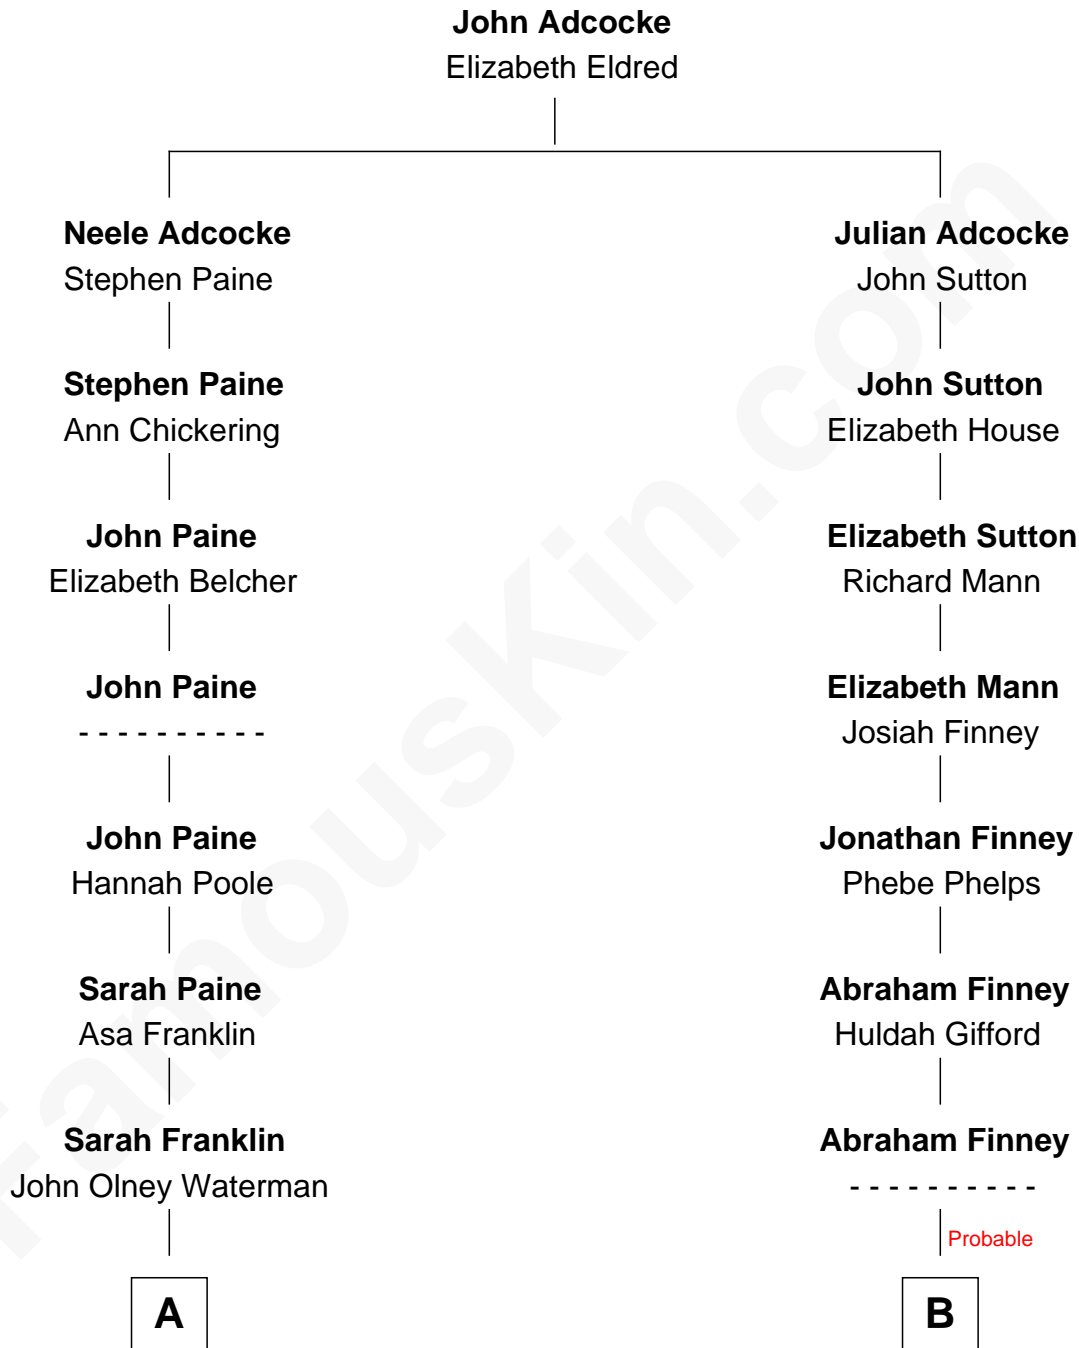 John Adcocke
Elizabeth Eldred
Neele Adcocke
Stephen Paine
Julian Adcocke
John Sutton
Stephen Paine
Ann Chickering
John Sutton
Elizabeth House
John Paine
Elizabeth Belcher
Elizabeth Sutton
Richard Mann
John Paine
- - - - - - - - - -
Elizabeth Mann
Josiah Finney
John Paine
Hannah Poole
Jonathan Finney
Phebe Phelps
Sarah Paine
Asa Franklin
Abraham Finney
Huldah Gifford
Sarah Franklin
John Olney Waterman
Abraham Finney
- - - - - - - - - -
Probable
A
B
FamousKin.com